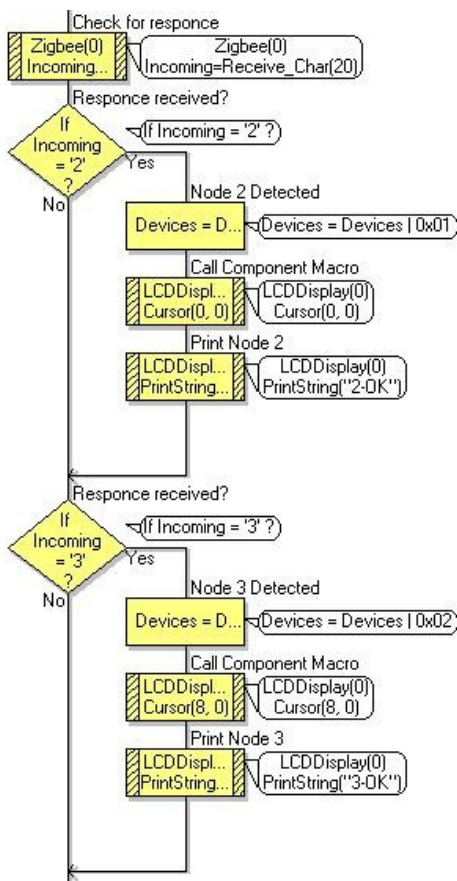 Check for responce
Zigbee(0)
Incoming...
Zigbee(0)
Incoming=Receive_Char(20)
Responce received?
If
Incoming
= '2'
?
If Incoming = '2' ?
Yes
No
Node 2 Detected
Devices = D...
Devices = Devices | 0x01
Call Component Macro
LCDDispl...
Cursor(0, 0)
LCDDisplay(0)
Cursor(0, 0)
Print Node 2
LCDDispl...
PrintString...
LCDDisplay(0)
PrintString("2-OK")
Responce received?
If
Incoming
= '3'
?
If Incoming = '3' ?
Yes
No
Node 3 Detected
Devices = D...
Devices = Devices | 0x02
Call Component Macro
LCDDispl...
Cursor(8, 0)
LCDDisplay(0)
Cursor(8, 0)
Print Node 3
LCDDispl...
PrintString...
LCDDisplay(0)
PrintString("3-OK")